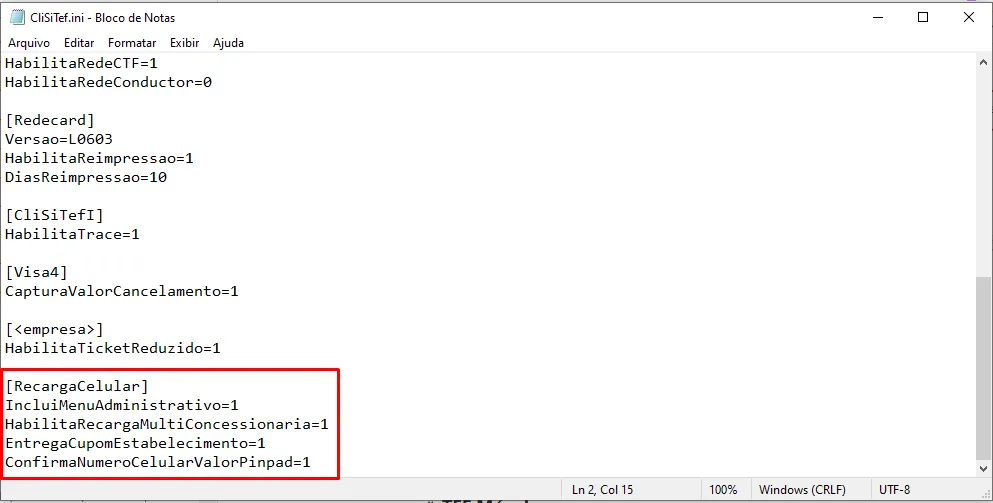 CliSiTef.ini - Bloco de Notas
Arquivo Editar Formatar Exibir Ajuda
HabilitaRedeCTF=1
HabilitaRedeConductor=0
[Redecard]
Versao=L0603
HabilitaReimpressao=1
DiasReimpressao=10
[CliSiTefI]
HabilitaTrace=1
[Visa4]
CapturaValorCancelamento=1
[<empresa>]
HabilitaTicketReduzido=1
[RecargaCelular]
IncluiMenuAdministrativo=1
HabilitaRecargaMultiConcessionaria=1
EntregaCupomEstabelecimento=1
ConfirmaNumeroCelularValorPinpad=1
Ln 2, Col 15 100% Windows (CRLF) UTF-8